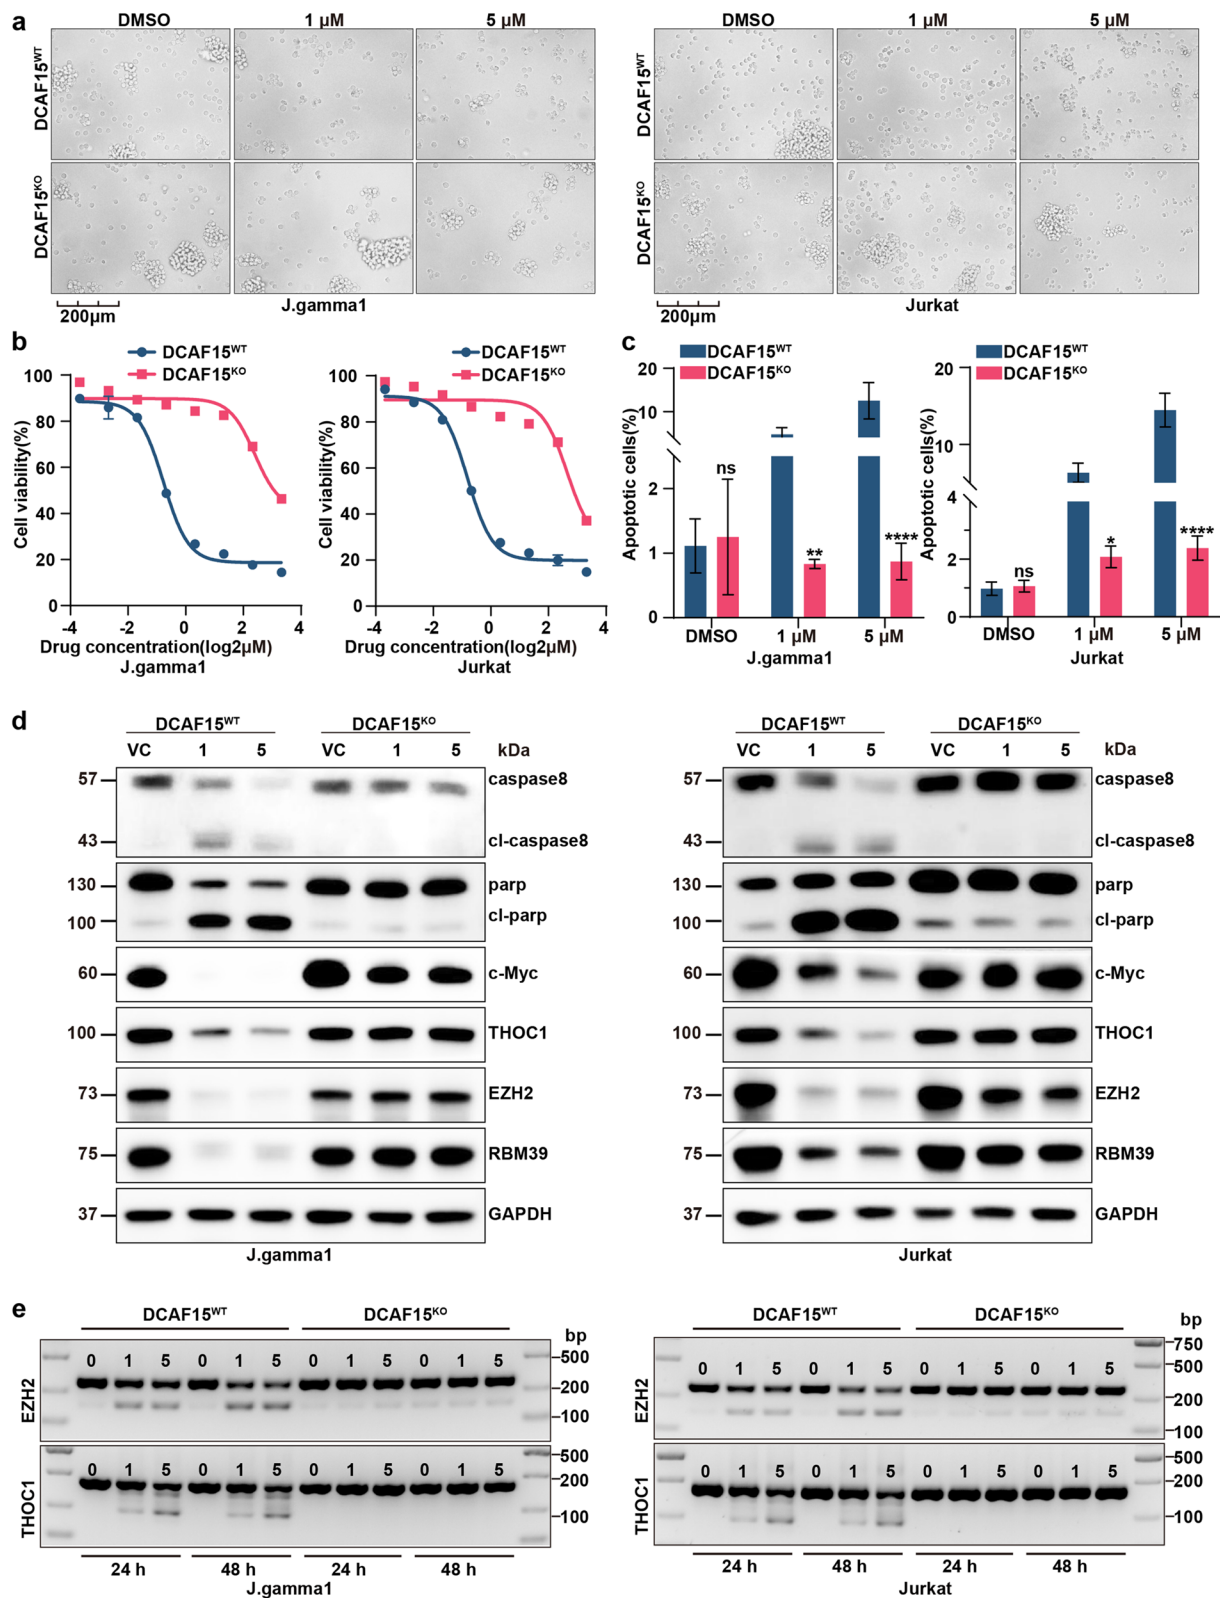 a
DMSO 1 µM 5 µM DMSO 1 µM 5 µM
DCAF15WT DCAF15WT
DCAF15KO DCAF15KO
200µm J.gamma1 200µm Jurkat
b
DCAF15WT
DCAF15KO
Cell viability(%)
100
80
60
40
20
0
-4 -2 0 2 4
Drug concentration(log2µM)
J.gamma1
DCAF15WT
DCAF15KO
Cell viability(%)
100
80
60
40
20
0
-4 -2 0 2 4
Drug concentration(log2µM)
Jurkat
c
DCAF15WT
DCAF15KO
Apoptotic cells(%)
20
10
2
1
0
ns ** ****
DMSO 1 µM 5 µM
J.gamma1
DCAF15WT
DCAF15KO
Apoptotic cells(%)
20
10
4
2
0
ns * ****
DMSO 1 µM 5 µM
Jurkat
d
DCAF15WT DCAF15KO
VC 1 5 VC 1 5 kDa
57 caspase8
43 cl-caspase8
130 parp
100 cl-parp
60 c-Myc
100 THOC1
73 EZH2
75 RBM39
37 GAPDH
J.gamma1
DCAF15WT DCAF15KO
VC 1 5 VC 1 5 kDa
57 caspase8
43 cl-caspase8
130 parp
100 cl-parp
60 c-Myc
100 THOC1
73 EZH2
75 RBM39
37 GAPDH
Jurkat
e
DCAF15WT DCAF15KO
bp
EZH2
0 1 5 0 1 5 0 1 5 0 1 5
500
200
100
THOC1
0 1 5 0 1 5 0 1 5 0 1 5
500
200
100
24 h 48 h 24 h 48 h
J.gamma1
DCAF15WT DCAF15KO
bp
EZH2
0 1 5 0 1 5 0 1 5 0 1 5
750
500
200
100
THOC1
0 1 5 0 1 5 0 1 5 0 1 5
500
200
100
24 h 48 h 24 h 48 h
Jurkat